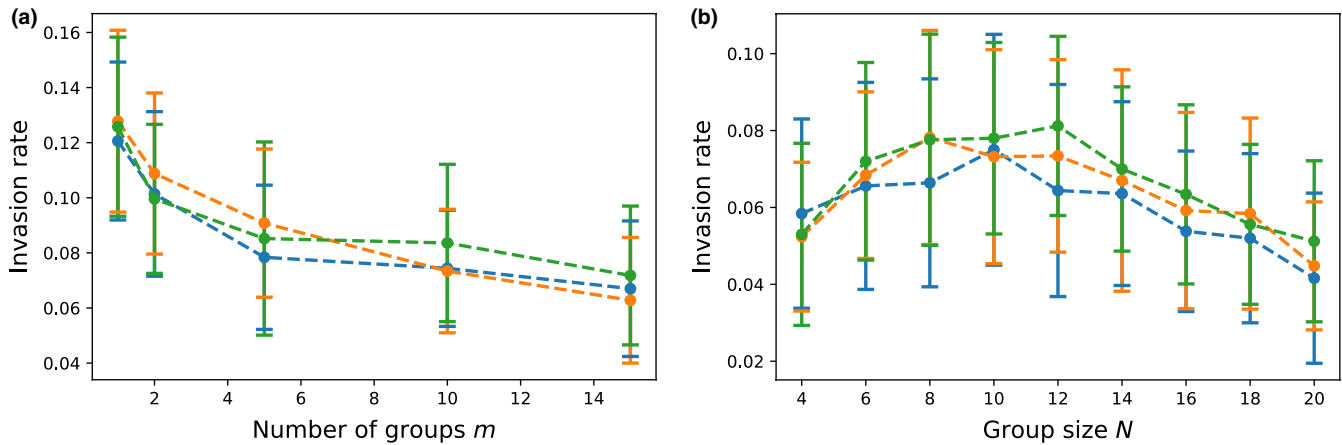 (a)
Invasion rate
0.16
0.14
0.12
0.10
0.08
0.06
0.04
2 4 6 8 10 12 14
Number of groups m
(b)
Invasion rate
0.10
0.08
0.06
0.04
0.02
4 6 8 10 12 14 16 18 20
Group size N